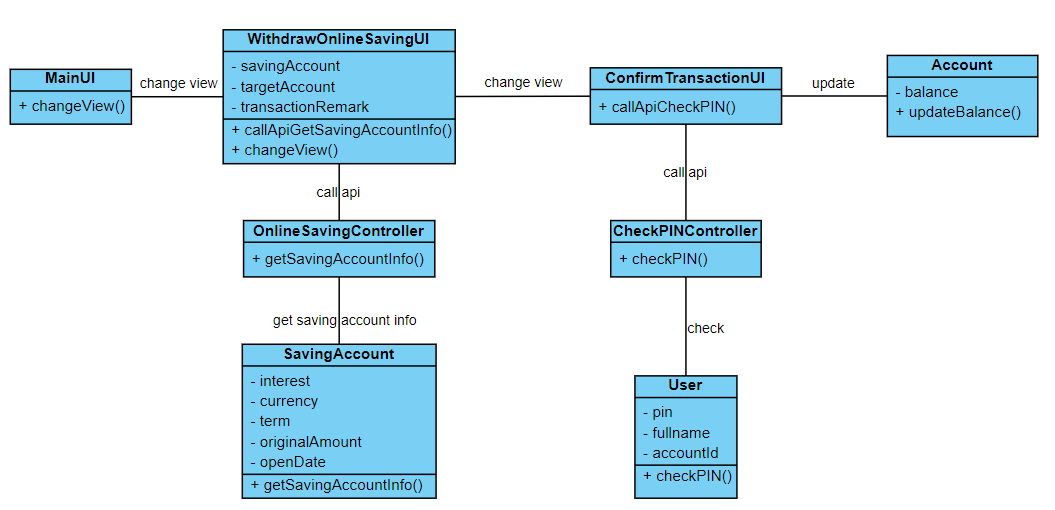 MainUI
+ changeView()
change view
WithdrawOnlineSavingUI
- savingAccount
- targetAccount
- transactionRemark
+ callApiGetSavingAccountInfo()
+ changeView()
change view
ConfirmTransactionUI
+ callApiCheckPIN()
update
Account
- balance
+ updateBalance()
call api
OnlineSavingController
+ getSavingAccountInfo()
get saving account info
SavingAccount
- interest
- currency
- term
- originalAmount
- openDate
+ getSavingAccountInfo()
call api
CheckPINController
+ checkPIN()
check
User
- pin
- fullname
- accountId
+ checkPIN()